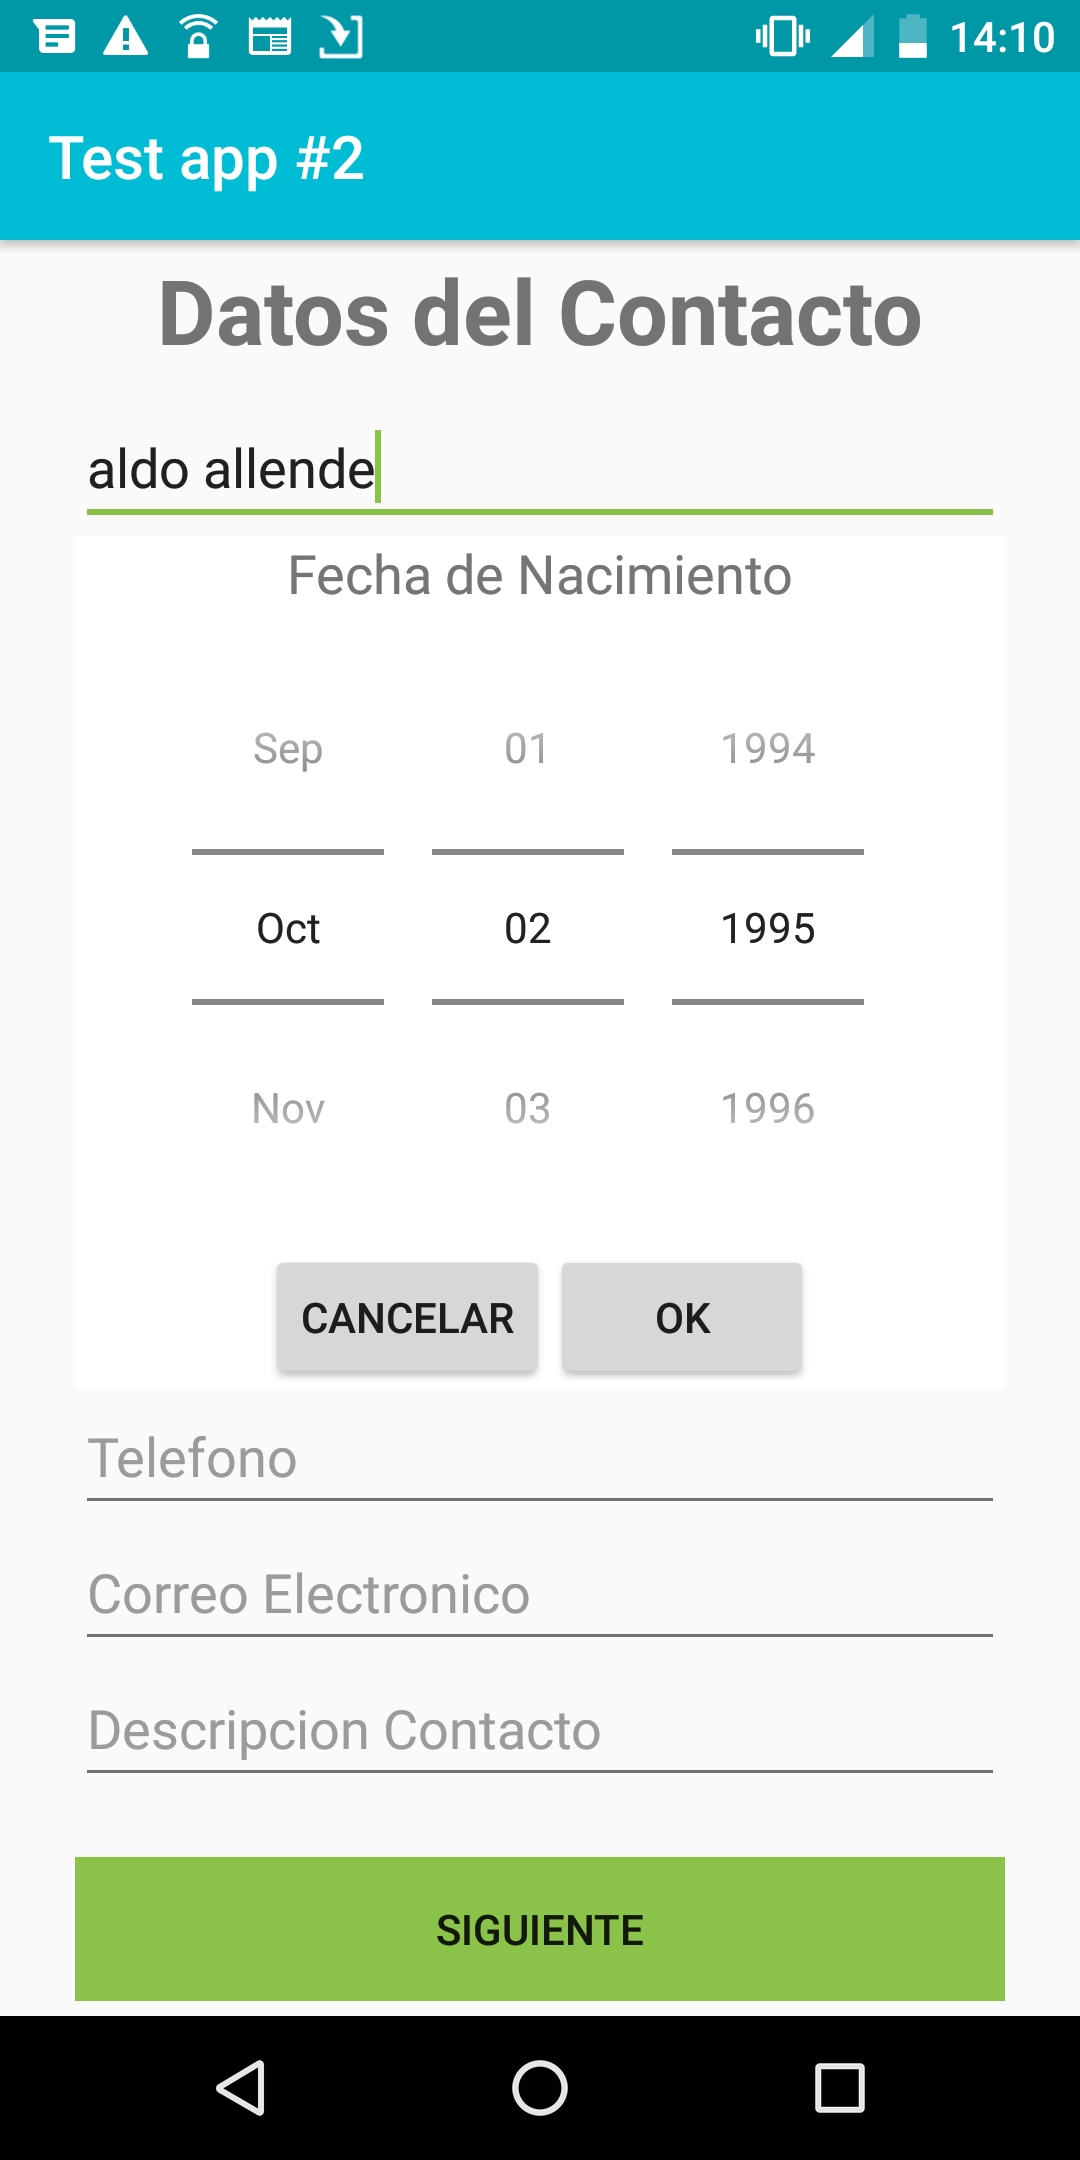 14:10
Test app #2
Datos del Contacto
aldo allende
Fecha de Nacimiento
Sep 01 1994
Oct 02 1995
Nov 03 1996
CANCELAR OK
Telefono
Correo Electronico
Descripcion Contacto
SIGUIENTE